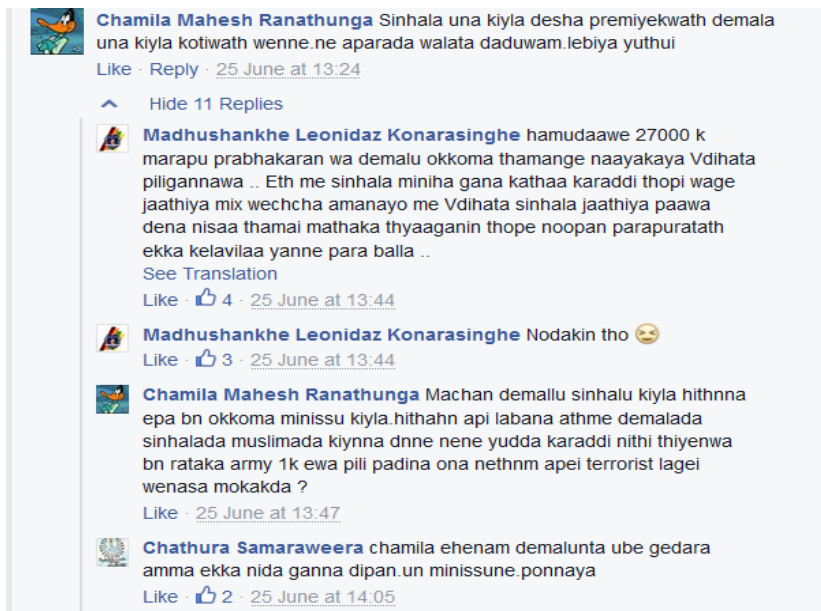 Chamila Mahesh Ranathunga Sinhala una kiyla desha premiyekwath demala
una kiyla kotiwath wenne.ne aparada walata daduwam.lebiya yuthui
Like · Reply · 25 June at 13:24
Hide 11 Replies
Madhushankhe Leonidaz Konarasinghe hamudaawe 27000 k
marapu prabhakaran wa demalu okkoma thamange naayakaya Vdihata
piligannawa .. Eth me sinhala miniha gana kathaa karaddi thopi wage
jaathiya mix wechcha amanayo me Vdihata sinhala jaathiya paawa
dena nisaa thamai mathaka thyaaganin thope noopan parapuratath
ekka kelavilaa yanne para balla ..
See Translation
Like · 4 · 25 June at 13:44
Madhushankhe Leonidaz Konarasinghe Nodakin tho 😆
Like · 3 · 25 June at 13:44
Chamila Mahesh Ranathunga Machan demallu sinhalu kiyla hithnna
epa bn okkoma minissu kiyla.hithahn api labana athme demalada
sinhalada muslimada kiynna dnne nene yudda karaddi nithi thiyenwa
bn rataka army 1k ewa pili padina ona nethnm apei terrorist lagei
wenasa mokakda ?
Like · 25 June at 13:47
Chathura Samaraweera chamila ehenam demalunta ube gedara
amma ekka nida ganna dipan.un minissune.ponnaya
Like · 2 · 25 June at 14:05